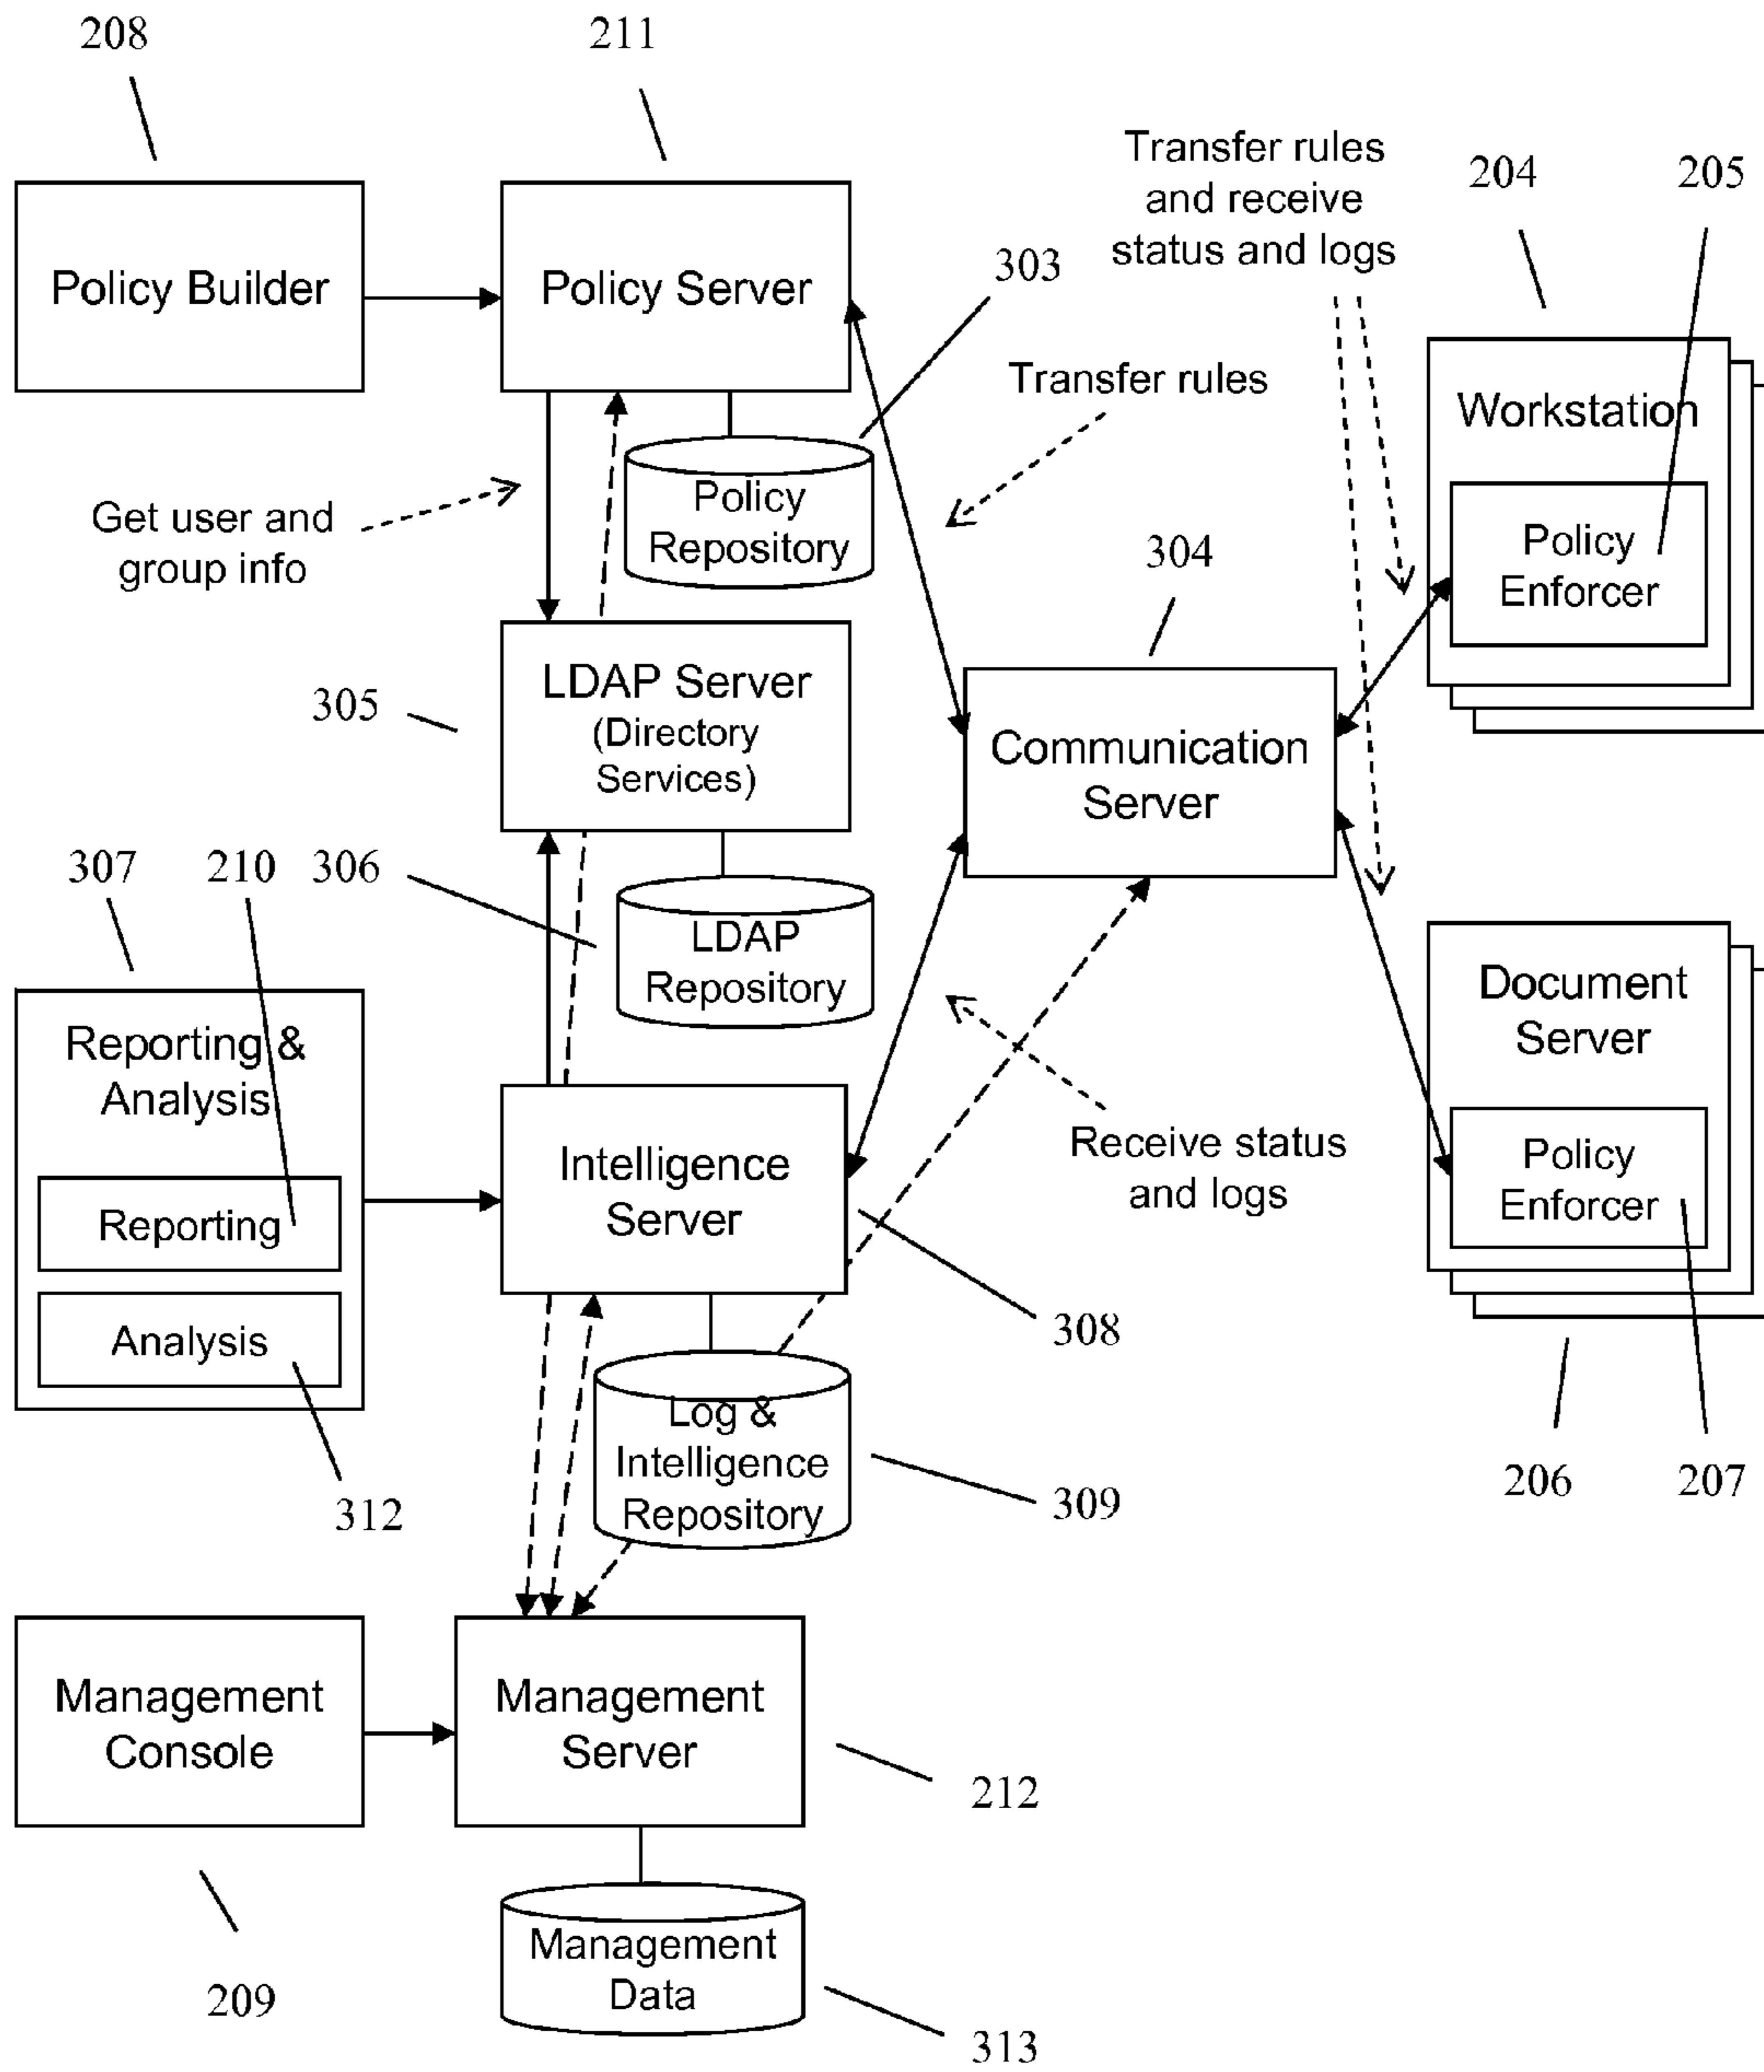 208
211
Transfer rules
and receive
status and logs
204
205
Policy Builder
Policy Server
303
Transfer rules
Workstation
Get user and
group info
Policy
Repository
304
Policy
Enforcer
305
LDAP Server
(Directory
Services)
Communication
Server
307
210
306
LDAP
Repository
Document
Server
Reporting &
Analysis
Reporting
Analysis
Intelligence
Server
Receive status
and logs
Policy
Enforcer
308
312
Log &
Intelligence
Repository
309
206
207
Management
Console
Management
Server
212
209
Management
Data
313